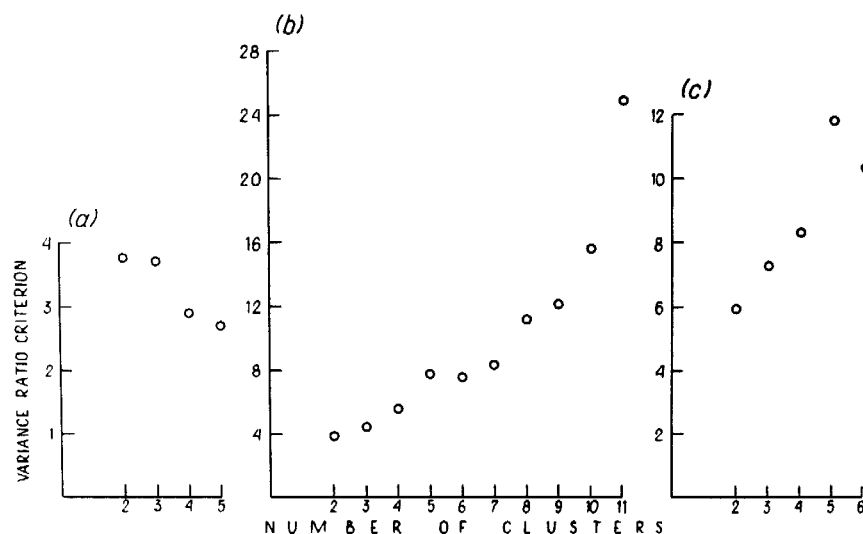 (a)
VARIANCE RATIO CRITERION
4
3
2
1
2 3 4 5
(b)
28
24
20
16
12
8
4
2 3 4 5 6 7 8 9 10 11
(c)
12
10
8
6
4
2
2 3 4 5 6
NUMBER OF CLUSTERS